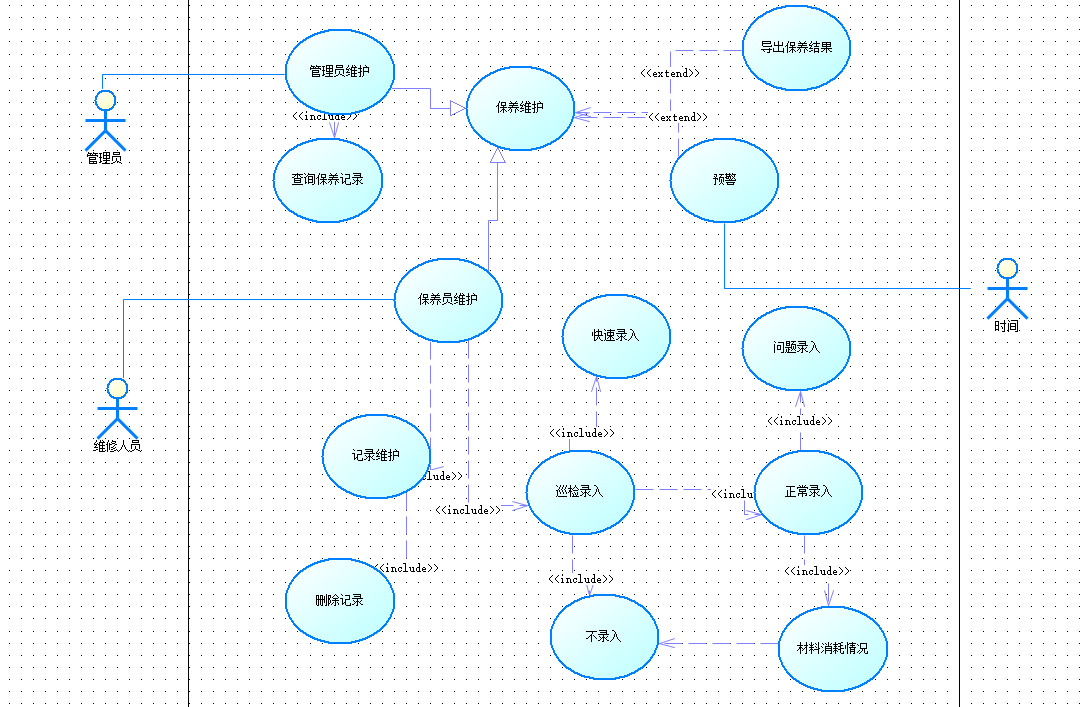 导出保养结果
管理员维护
<<extend>>
保养维护
<<include>>
<<extend>>
管理员
查询保养记录
预警
保养员维护
时间
快速录入
问题录入
<<include>>
<<include>>
维修人员
记录维护
clude>>
巡检录入
<<inclu
正常录入
<<include>>
<<include>>
<<include>>
<<include>>
删除记录
不录入
材料消耗情况